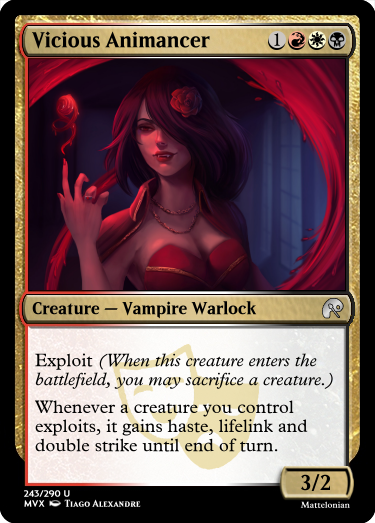 Vicious Animancer 1
Creature — Vampire Warlock
Exploit (When this creature enters the
battlefield, you may sacrifice a creature.)
Whenever a creature you control
exploits, it gains haste, lifelink and
double strike until end of turn.
3/2
243/290 U
MVX Tiago Alexandre
Mattelonian